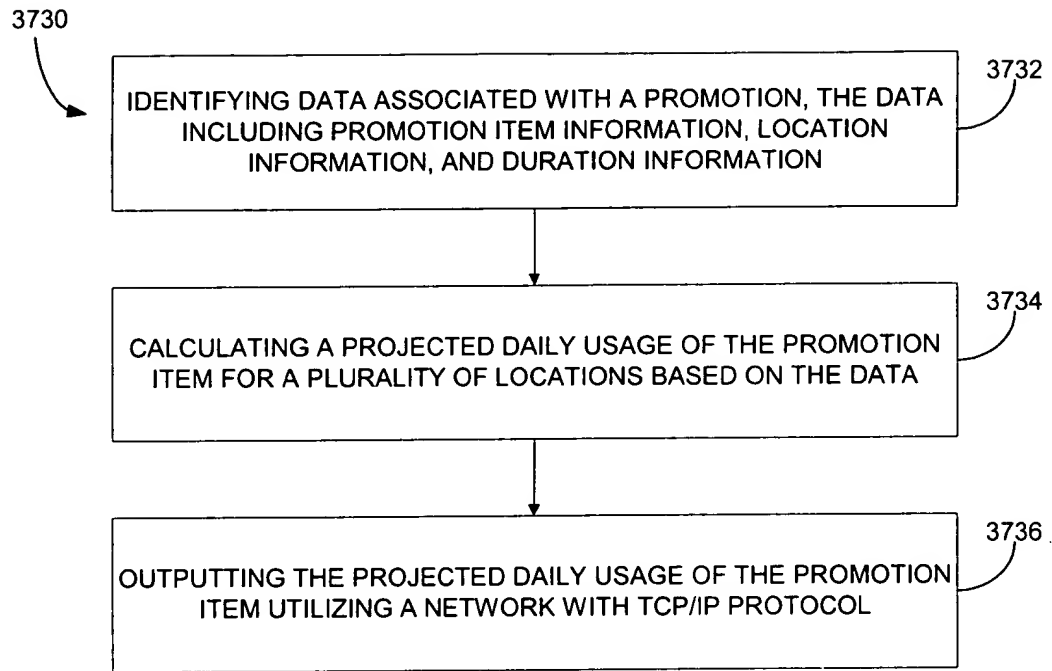 3730
3732
IDENTIFYING DATA ASSOCIATED WITH A PROMOTION, THE DATA
INCLUDING PROMOTION ITEM INFORMATION, LOCATION
INFORMATION, AND DURATION INFORMATION
3734
CALCULATING A PROJECTED DAILY USAGE OF THE PROMOTION
ITEM FOR A PLURALITY OF LOCATIONS BASED ON THE DATA
3736
OUTPUTTING THE PROJECTED DAILY USAGE OF THE PROMOTION
ITEM UTILIZING A NETWORK WITH TCP/IP PROTOCOL